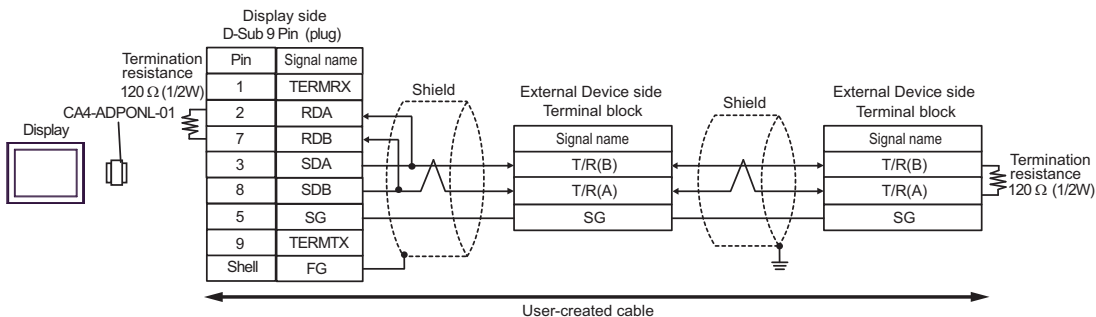 Display side
D-Sub 9 Pin (plug)
Termination
resistance
120 Ω (1/2W)
CA4-ADPONL-01
Display
Pin Signal name
1 TERMRX
2 RDA
7 RDB
3 SDA
8 SDB
5 SG
9 TERMTX
Shell FG
Shield
External Device side
Terminal block
Signal name
T/R(B)
T/R(A)
SG
Shield
External Device side
Terminal block
Signal name
T/R(B)
T/R(A)
SG
Termination
resistance
120 Ω (1/2W)
User-created cable